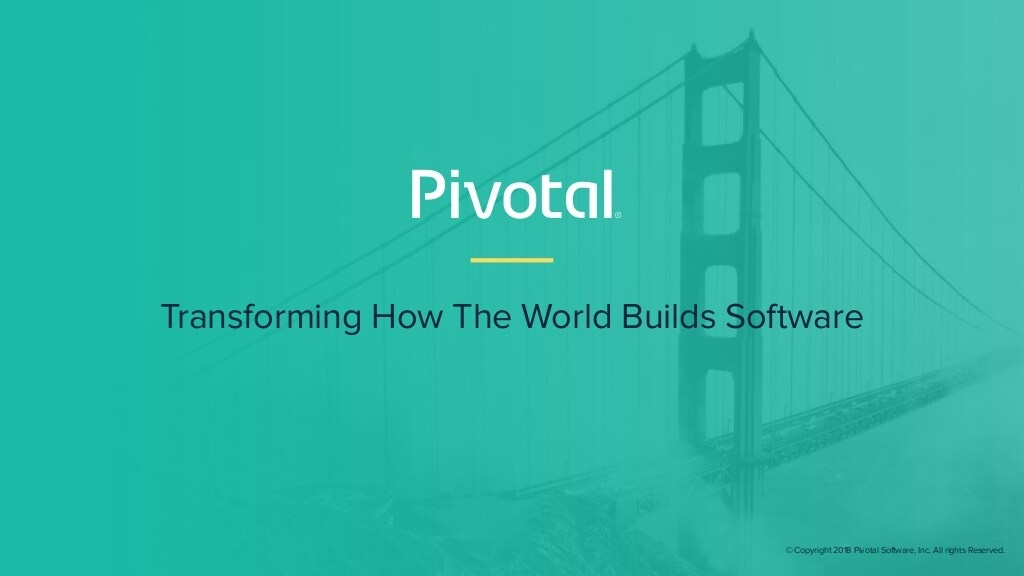 Pivotal®
Transforming How The World Builds Software
© Copyright 2018 Pivotal Software, Inc. All rights Reserved.